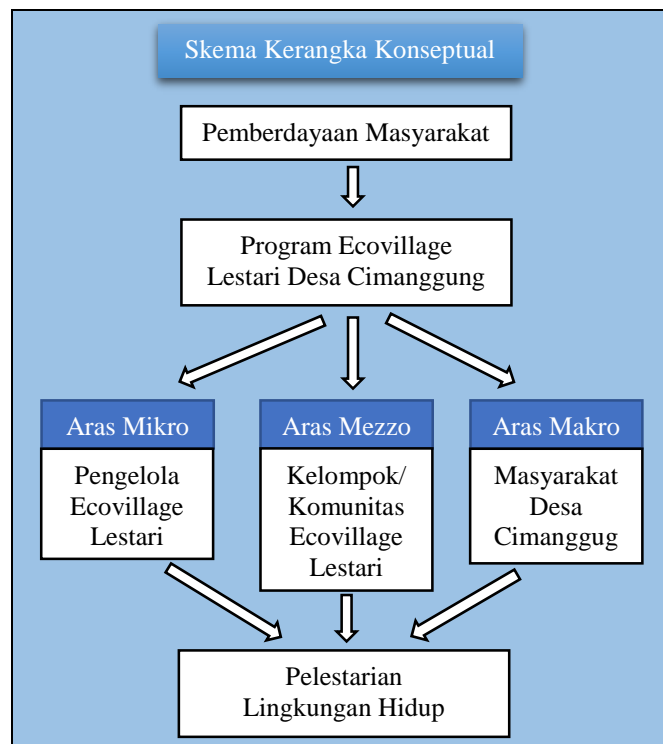 Skema Kerangka Konseptual
Pemberdayaan Masyarakat
Program Ecovillage
Lestari Desa Cimanggung
Aras Mikro
Pengelola
Ecovillage
Lestari
Aras Mezzo
Kelompok/
Komunitas
Ecovillage
Lestari
Aras Makro
Masyarakat
Desa
Cimanggug
Pelestarian
Lingkungan Hidup